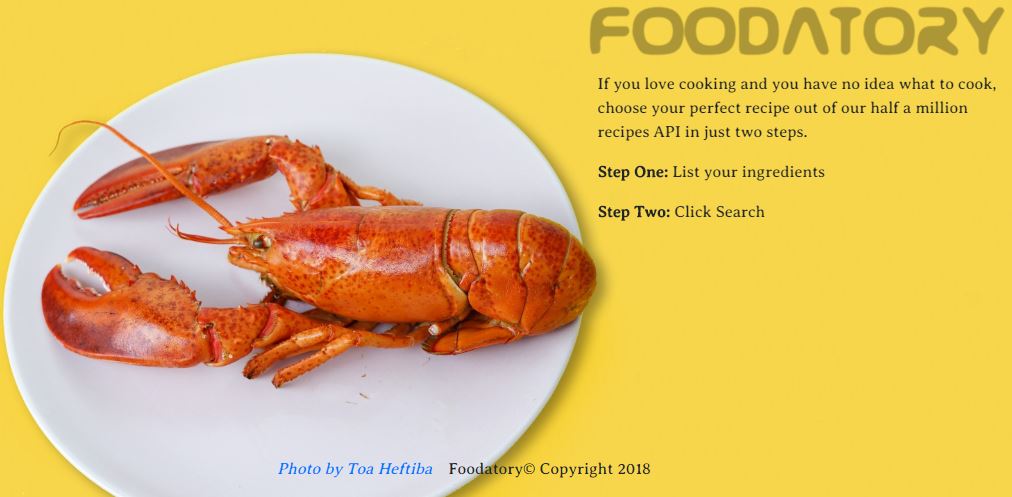 FOODATORY
If you love cooking and you have no idea what to cook,
choose your perfect recipe out of our half a million
recipes API in just two steps.
Step One: List your ingredients
Step Two: Click Search
Photo by Toa Heftiba Foodatory© Copyright 2018